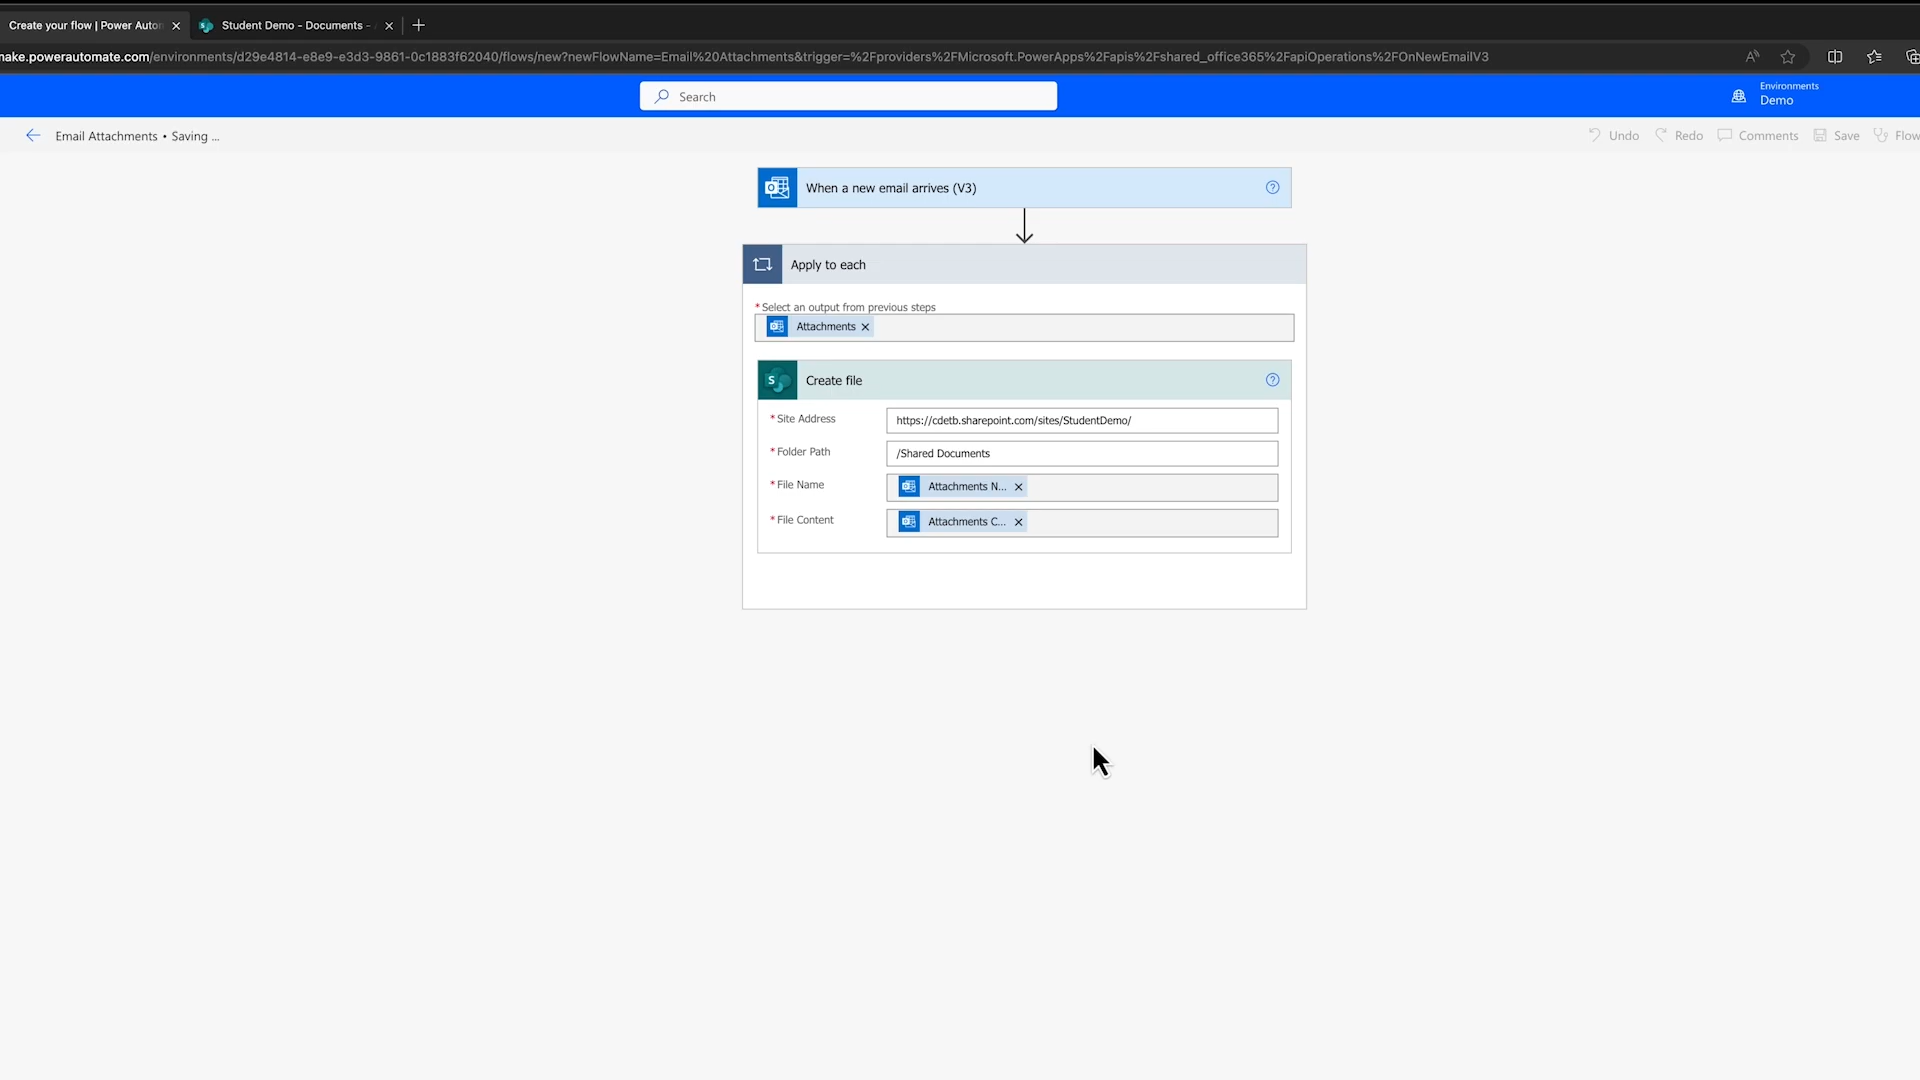 Create your flow | Power Autom
Student Demo - Documents -
make.powerautomate.com/environments/d29e4814-e8e9-e3d3-9861-0c1883f62040/flows/new?newFlowName=Email%20Attachments&trigger=%2Fproviders%2FMicrosoft.PowerApps%2Fapis%2Fshared_office365%2FapiOperations%2FOnNewEmailV3
Search
Environments
Demo
Email Attachments • Saving ...
Undo
Redo
Comments
Save
Flow
When a new email arrives (V3)
Apply to each
*Select an output from previous steps
Attachments
Create file
*Site Address
https://cdetb.sharepoint.com/sites/StudentDemo/
*Folder Path
/Shared Documents
*File Name
Attachments N...
*File Content
Attachments C...